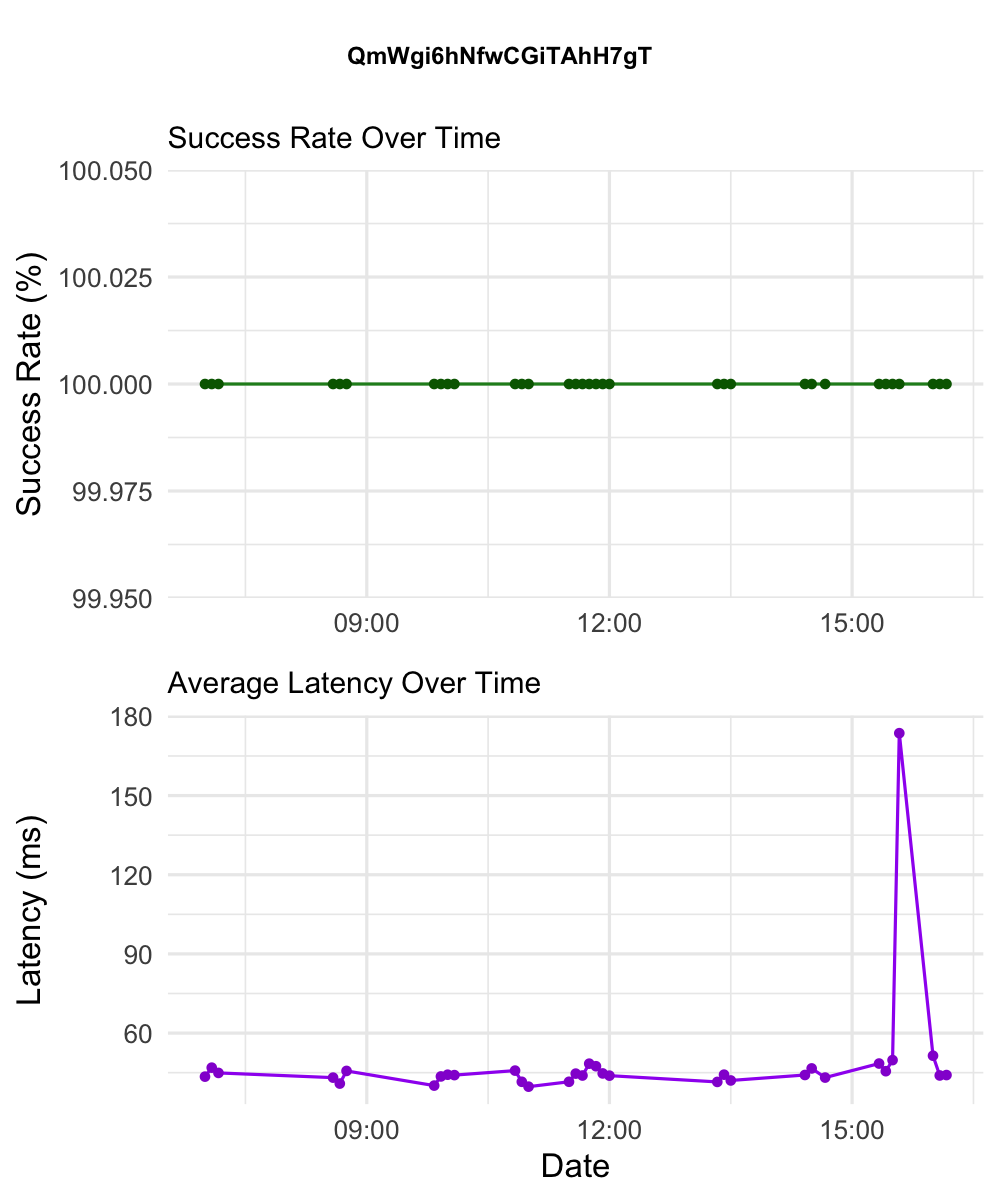 QmWgi6hNfwCGiTAhH7gT
Success Rate Over Time
Success Rate (%)
100.050
100.025
100.000
99.975
99.950
09:00 12:00 15:00
Average Latency Over Time
Latency (ms)
180
150
120
90
60
09:00 12:00 15:00
Date